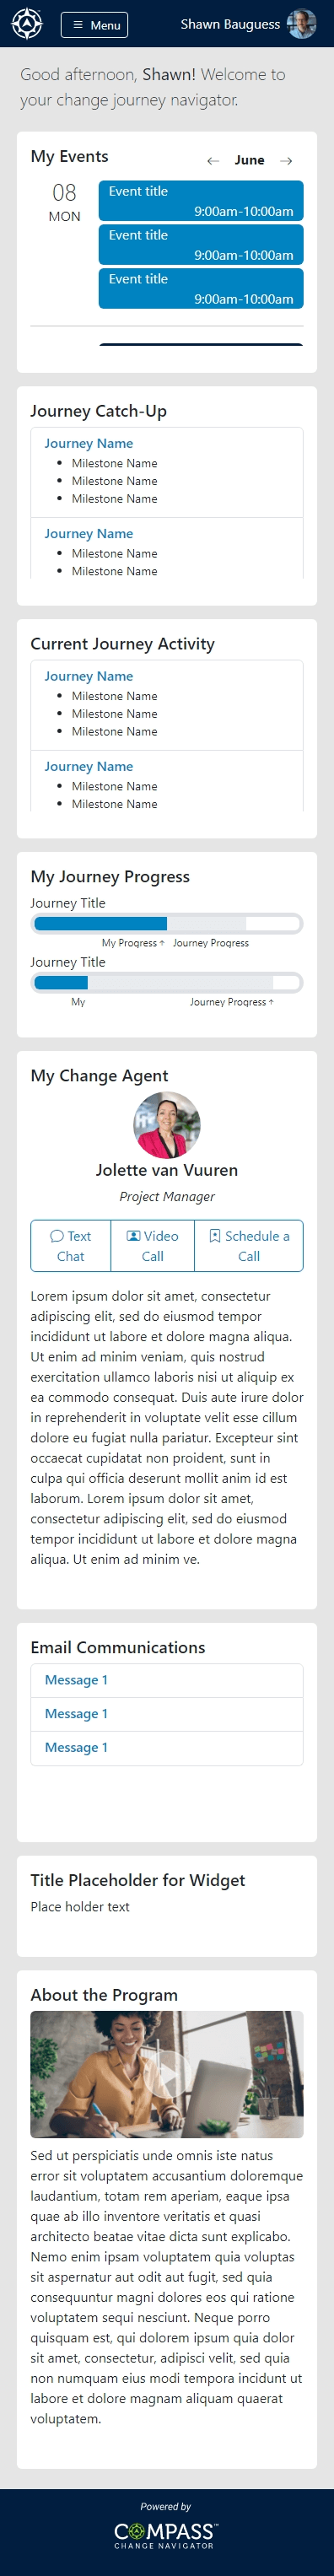 Menu
Shawn Bauguess
Good afternoon, Shawn! Welcome to
your change journey navigator.
My Events
← June →
08
MON
Event title
9:00am-10:00am
Event title
9:00am-10:00am
Event title
9:00am-10:00am
Journey Catch-Up
Journey Name
• Milestone Name
• Milestone Name
• Milestone Name
Journey Name
• Milestone Name
• Milestone Name
Current Journey Activity
Journey Name
• Milestone Name
• Milestone Name
• Milestone Name
Journey Name
• Milestone Name
• Milestone Name
My Journey Progress
Journey Title
My Progress ↑ Journey Progress
Journey Title
My Journey Progress ↑
My Change Agent
Jolette van Vuuren
Project Manager
Text
Chat
Video
Call
Schedule a
Call
Lorem ipsum dolor sit amet, consectetur
adipiscing elit, sed do eiusmod tempor
incididunt ut labore et dolore magna aliqua.
Ut enim ad minim veniam, quis nostrud
exercitation ullamco laboris nisi ut aliquip ex
ea commodo consequat. Duis aute irure dolor
in reprehenderit in voluptate velit esse cillum
dolore eu fugiat nulla pariatur. Excepteur sint
occaecat cupidatat non proident, sunt in
culpa qui officia deserunt mollit anim id est
laborum. Lorem ipsum dolor sit amet,
consectetur adipiscing elit, sed do eiusmod
tempor incididunt ut labore et dolore magna
aliqua. Ut enim ad minim ve.
Email Communications
Message 1
Message 1
Message 1
Title Placeholder for Widget
Place holder text
About the Program
Sed ut perspiciatis unde omnis iste natus
error sit voluptatem accusantium doloremque
laudantium, totam rem aperiam, eaque ipsa
quae ab illo inventore veritatis et quasi
architecto beatae vitae dicta sunt explicabo.
Nemo enim ipsam voluptatem quia voluptas
sit aspernatur aut odit aut fugit, sed quia
consequuntur magni dolores eos qui ratione
voluptatem sequi nesciunt. Neque porro
quisquam est, qui dolorem ipsum quia dolor
sit amet, consectetur, adipisci velit, sed quia
non numquam eius modi tempora incidunt ut
labore et dolore magnam aliquam quaerat
voluptatem.
Powered by
COMPASS™
CHANGE NAVIGATOR